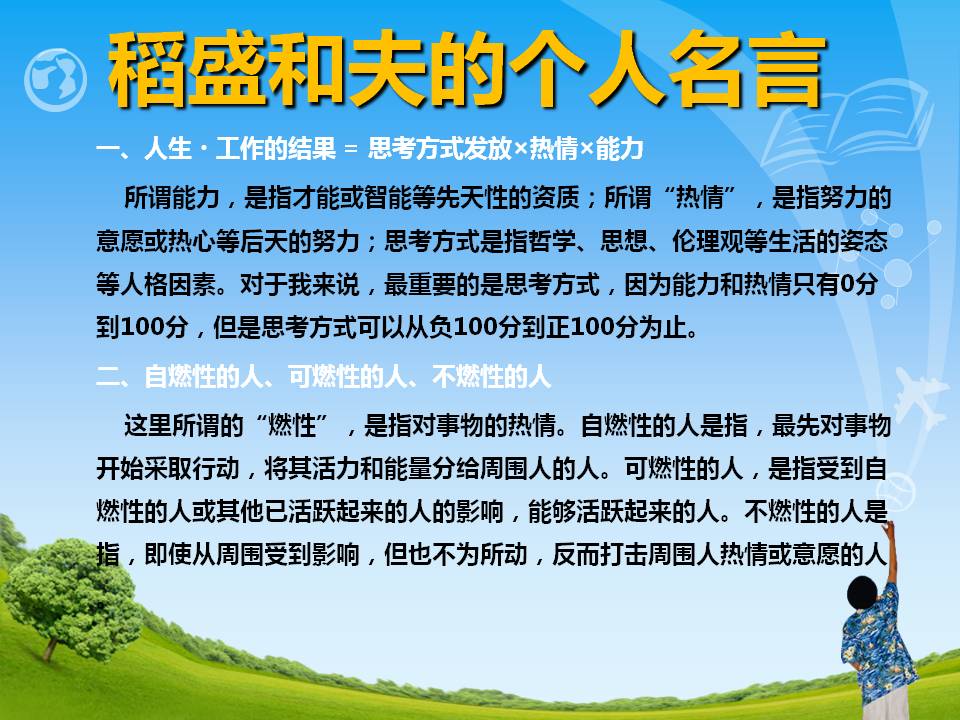 稻盛和夫的个人名言
一、人生·工作的结果 = 思考方式发放×热情×能力
所谓能力，是指才能或智能等先天性的资质；所谓“热情”，是指努力的
意愿或热心等后天的努力；思考方式是指哲学、思想、伦理观等生活的姿态
等人格因素。对于我来说，最重要的是思考方式，因为能力和热情只有0分
到100分，但是思考方式可以从负100分到正100分为止。
二、自燃性的人、可燃性的人、不燃性的人
这里所谓的“燃性”，是指对事物的热情。自燃性的人是指，最先对事物
开始采取行动，将其活力和能量分给周围人的人。可燃性的人，是指受到自
燃性的人或其他已活跃起来的人的影响，能够活跃起来的人。不燃性的人是
指，即使从周围受到影响，但也不为所动，反而打击周围人热情或意愿的人
。